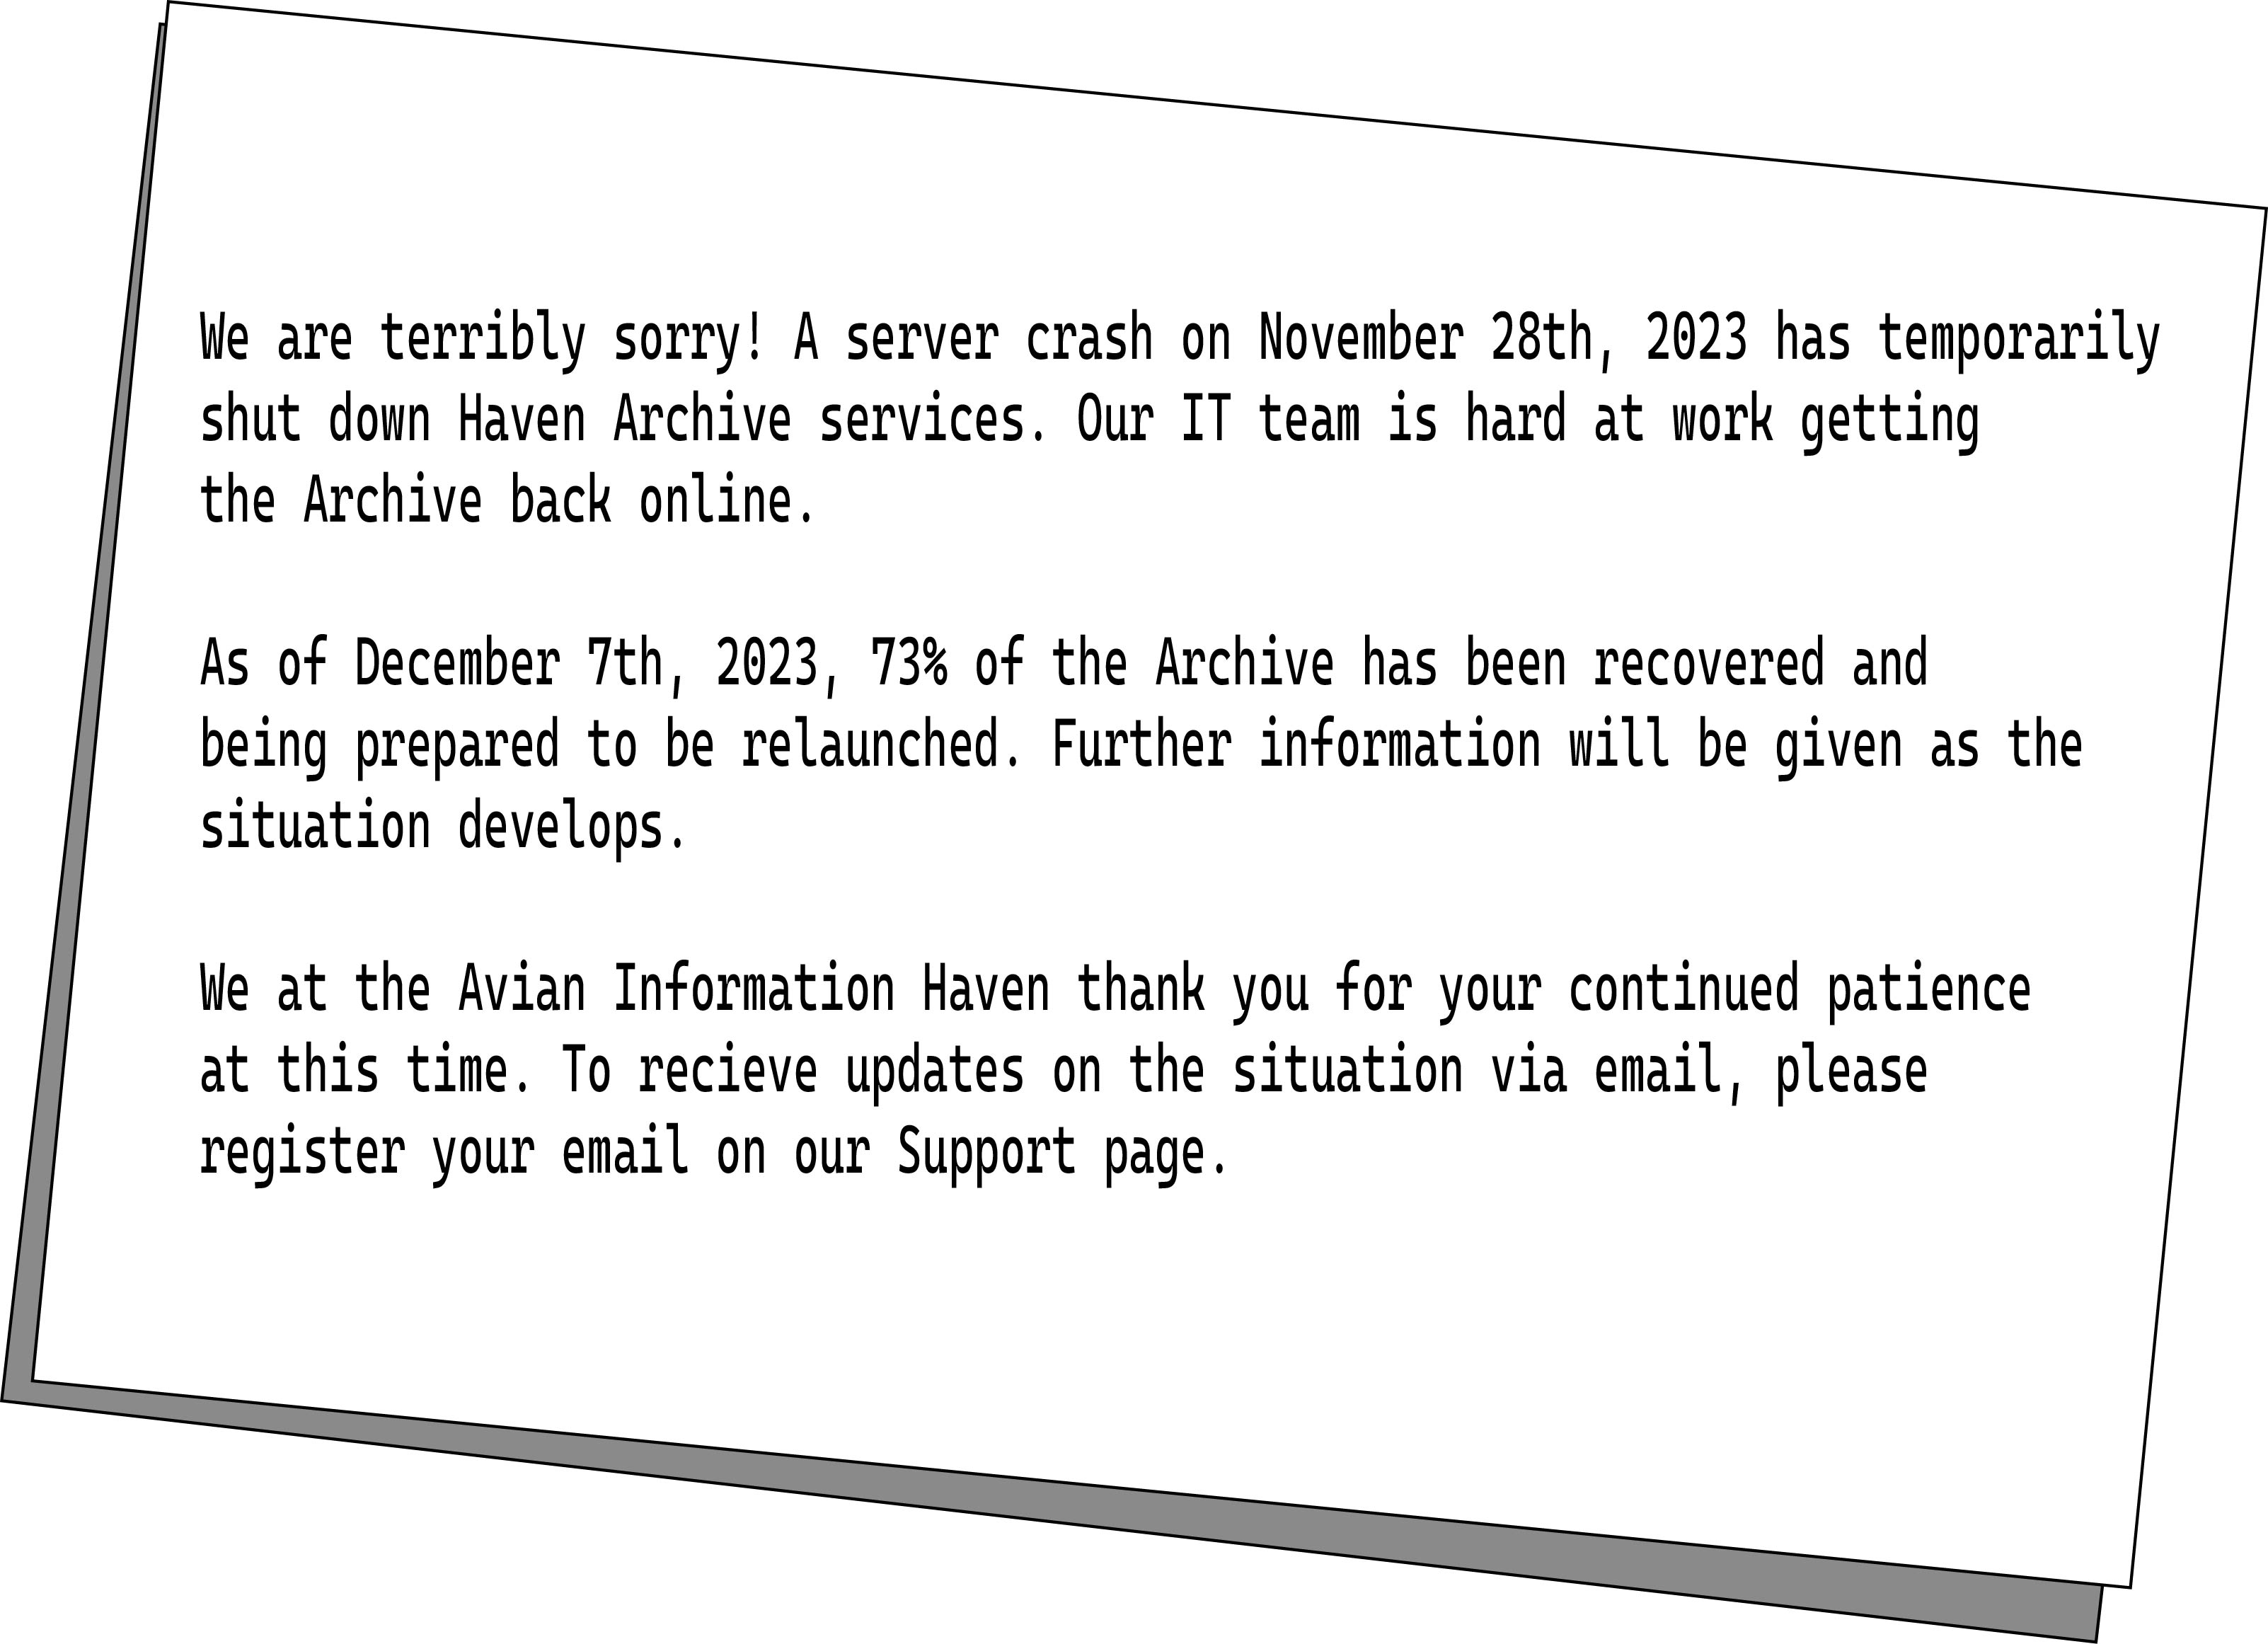 We are terribly sorry! A server crash on November 28th, 2023 has temporarily
shut down Haven Archive services. Our IT team is hard at work getting
the Archive back online.
As of December 7th, 2023, 73% of the Archive has been recovered and
being prepared to be relaunched. Further information will be given as the
situation develops.
We at the Avian Information Haven thank you for your continued patience
at this time. To recieve updates on the situation via email, please
register your email on our Support page.